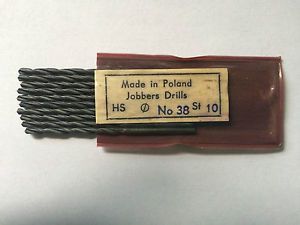 Made in Poland
Jobbers Drills
HS ϕ No 38 St 10